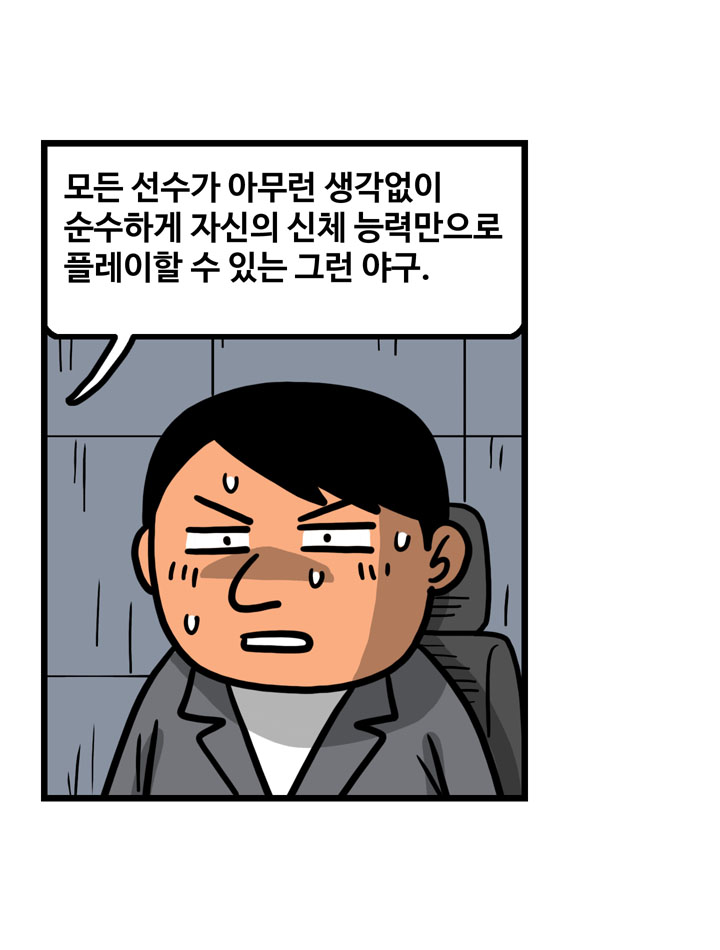 모든 선수가 아무런 생각없이
순수하게 자신의 신체 능력만으로
플레이할 수 있는 그런 야구.